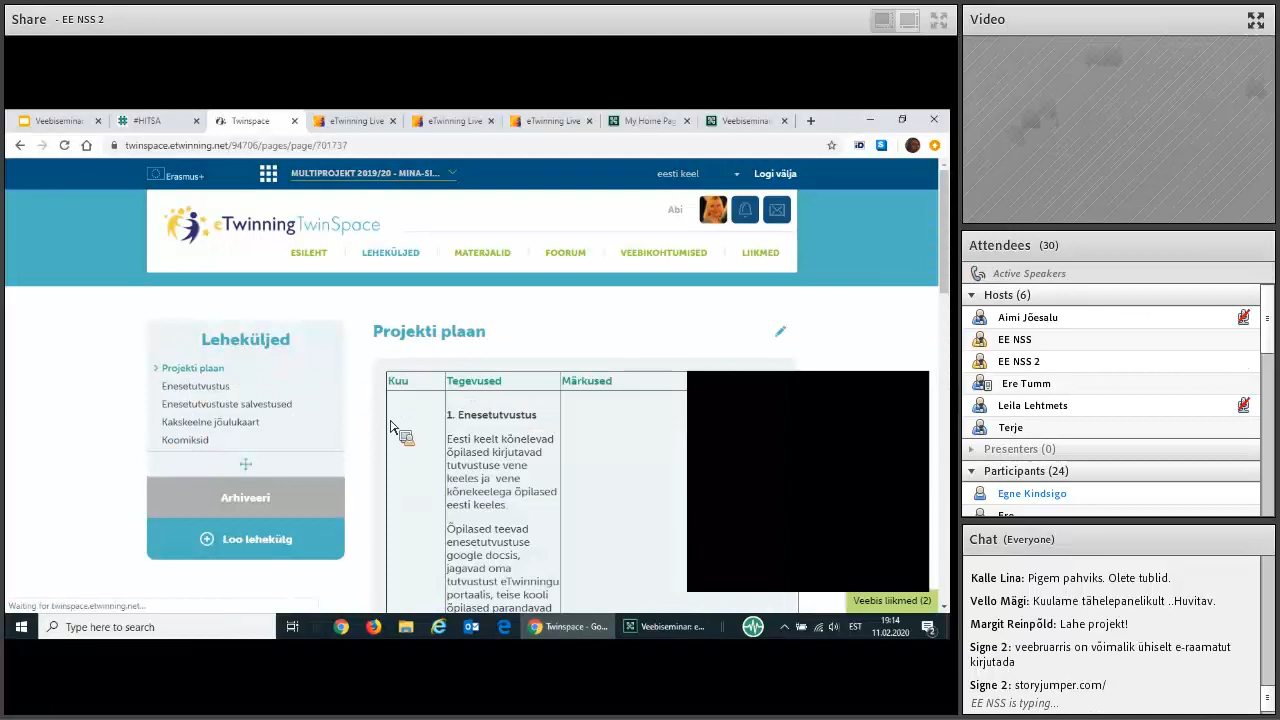 Share - EE NSS 2
Video
Veebisemina
#HITSA
Twinspace
eTwinning Live
eTwinning Live
eTwinning Live
My Home Pag
Veebisemina
twinspace.etwinning.net/94706/pages/page/701737
Erasmus+
MULTIPROJEKT 2019/20 - MINA-SI...
eesti keel
Logi välja
Abi
eTwinning TwinSpace
ESILEHT
LEHEKÜLJED
MATERJALID
FOORUM
VEEBIKOHTUMISED
LIIKMED
Leheküljed
Projekti plaan
Enesetutvustus
Enesetutvustuste salvestused
Kakskeelne jõulukaart
Koomiksid
Arhiveeri
Loo lehekülg
Projekti plaan
Kuu
Tegevused
Märkused
1. Enesetutvustus
Eesti keelt kõnelevad
õpilased kirjutavad
tutvustuse vene
keeles ja vene
kõnekeelega õpilased
eesti keeles.
Õpilased teevad
enesetutvustuse
google docsis,
jagavad oma
tutvustust eTwinningu
portaalis, teise kooli
õpilased parandavad
Veebis liikmed (2)
Waiting for twinspace.etwinning.net...
Type here to search
Twinspace - Go...
Veebiseminar: e...
EST
19:14
11.02.2020
2
Attendees (30)
Active Speakers
Hosts (6)
Aimi Jõesalu
EE NSS
EE NSS 2
Ere Tumm
Leila Lehtmets
Terje
Presenters (0)
Participants (24)
Egne Kindsigo
Ere
Chat (Everyone)
Kalle Lina: Pigem pahviks. Olete tublid.
Vello Mägi: Kuulame tähelepanelikult.. Huvitav.
Margit Reinpõld: Lahe projekt!
Signe 2: veebruarris on võimalik ühiselt e-raamatut
kirjutada
Signe 2: storyjumper.com/
EE NSS is typing...